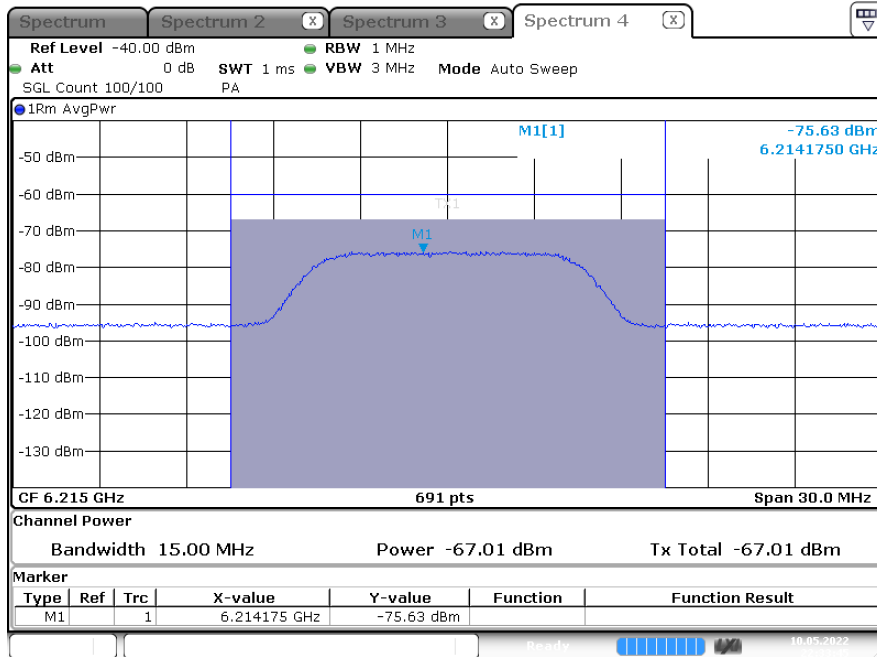 Spectrum Spectrum 2 X Spectrum 3 X Spectrum 4 X
Ref Level -40.00 dBm RBW 1 MHz
Att 0 dB SWT 1 ms VBW 3 MHz Mode Auto Sweep
SGL Count 100/100 PA
1Rm AvgPwr
M1[1] -75.63 dBm
6.2141750 GHz
-50 dBm
-60 dBm
TX1
-70 dBm
M1
-80 dBm
-90 dBm
-100 dBm
-110 dBm
-120 dBm
-130 dBm
CF 6.215 GHz 691 pts Span 30.0 MHz
Channel Power
Bandwidth 15.00 MHz Power -67.01 dBm Tx Total -67.01 dBm
Marker
Type Ref Trc X-value Y-value Function Function Result
M1 1 6.214175 GHz -75.63 dBm
Ready 10.05.2022